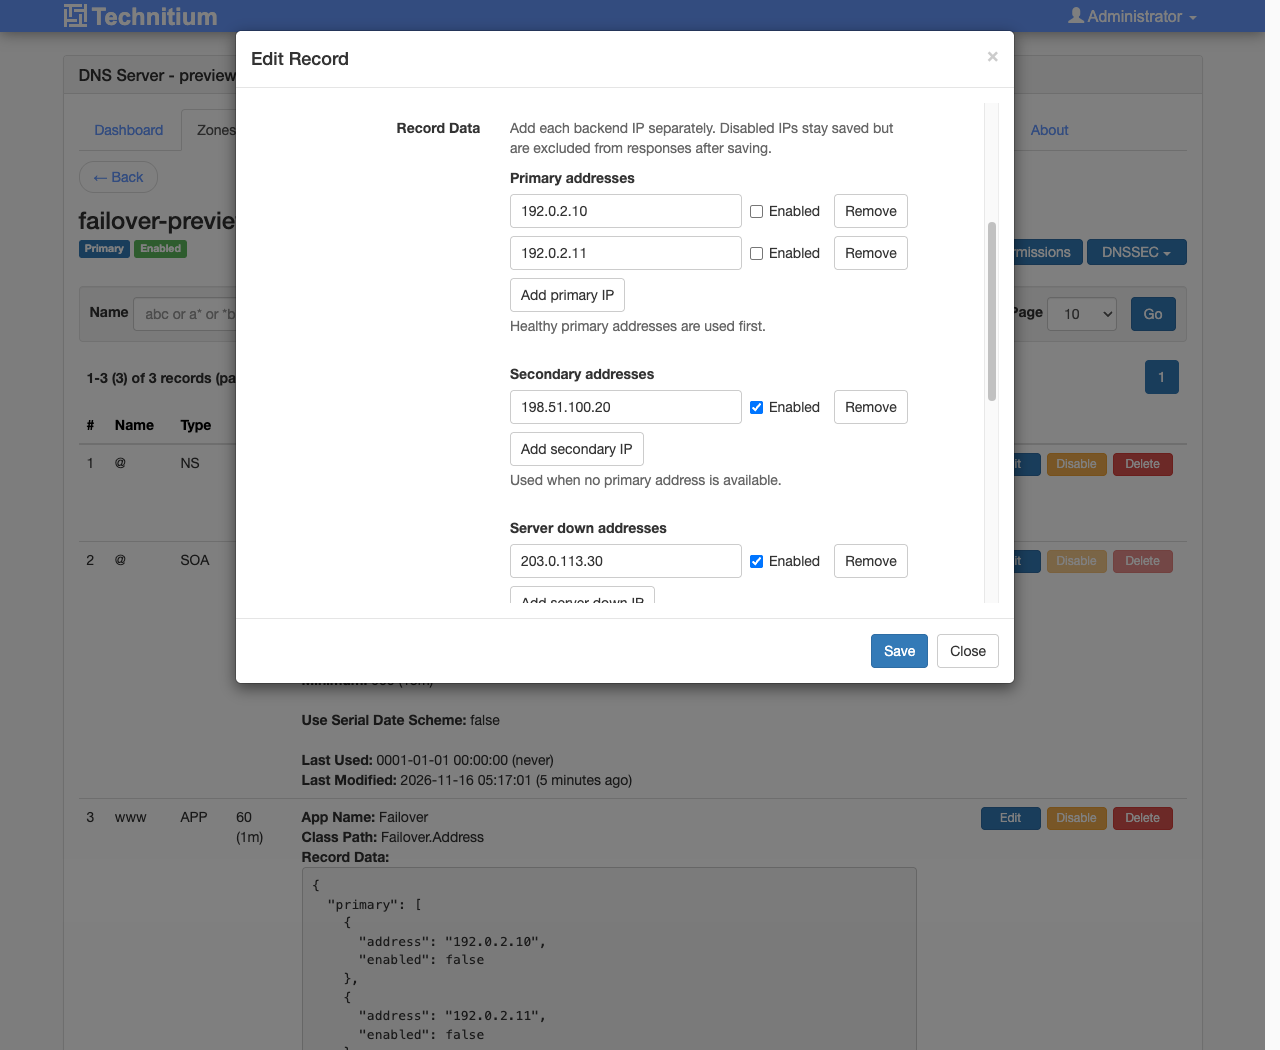 Technitium
Administrator
Edit Record
×
DNS Server - preview
Dashboard
Zones
About
← Back
failover-previe
Primary
Enabled
missions
DNSSEC
Name
abc or a* or *b
Page
10
Go
1-3 (3) of 3 records (pa
1
Record Data
Add each backend IP separately. Disabled IPs stay saved but
are excluded from responses after saving.
Primary addresses
192.0.2.10
Enabled
Remove
192.0.2.11
Enabled
Remove
Add primary IP
Healthy primary addresses are used first.
Secondary addresses
198.51.100.20
Enabled
Remove
Add secondary IP
Used when no primary address is available.
Server down addresses
203.0.113.30
Enabled
Remove
Add server down IP
Save
Close
# Name Type
1 @ NS
it
Disable
Delete
2 @ SOA
it
Disable
Delete
Use Serial Date Scheme: false
Last Used: 0001-01-01 00:00:00 (never)
Last Modified: 2026-11-16 05:17:01 (5 minutes ago)
3 www APP 60
(1m)
App Name: Failover
Class Path: Failover.Address
Record Data:
Edit
Disable
Delete
{
"primary": [
{
"address": "192.0.2.10",
"enabled": false
},
{
"address": "192.0.2.11",
"enabled": false